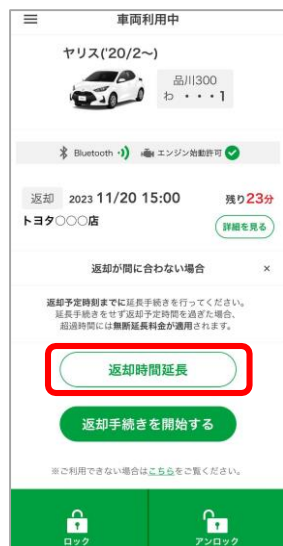 車両利用中
ヤリス('20/2～)
品川300
わ ・・・1
Bluetooth
エンジン始動許可
返却 2023 11/20 15:00 残り23分
トヨタ○○○店 詳細を見る
返却が間に合わない場合 ×
返却予定時刻までに延長手続きを行ってください。
延長手続きをせず返却予定時間を過ぎた場合、
超過時間には無断延長料金が適用されます。
返却時間延長
返却手続きを開始する
※ご利用できない場合はこちらをご覧ください。
ロック アンロック